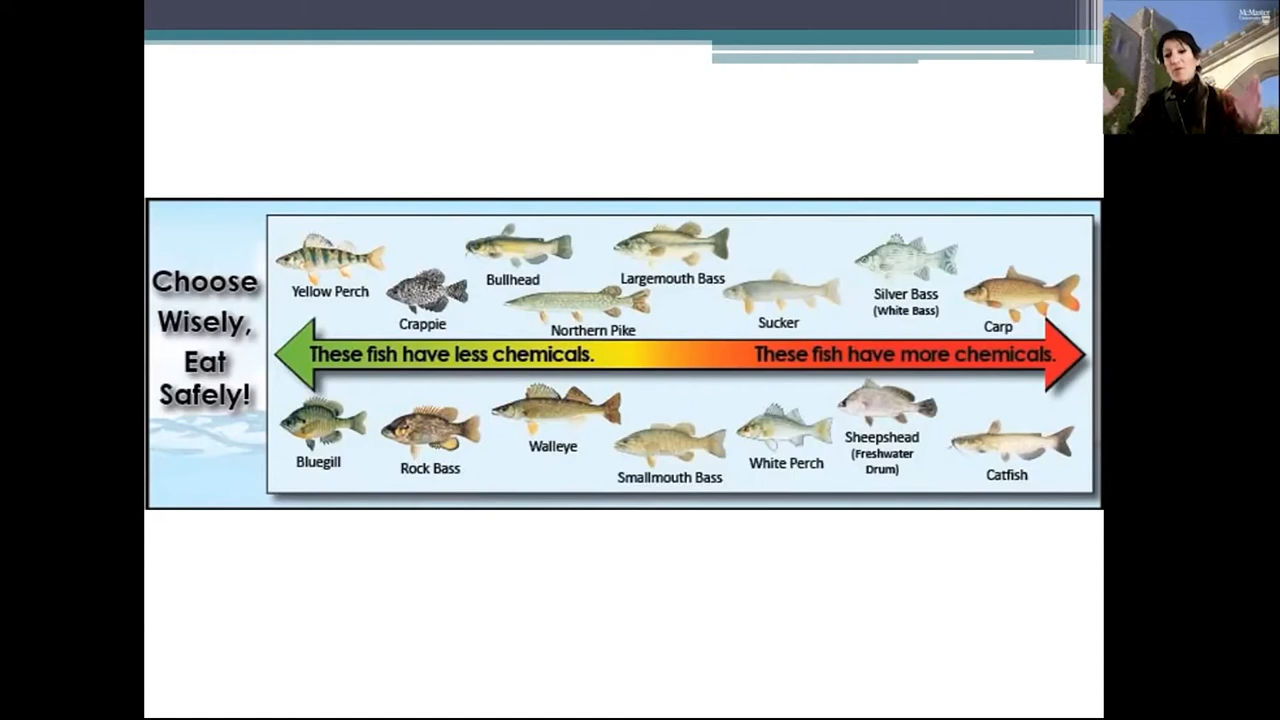 McMaster
University
Choose
Wisely,
Eat
Safely!
Yellow Perch
Crappie
Bullhead
Northern Pike
Largemouth Bass
Sucker
Silver Bass
(White Bass)
Carp
These fish have less chemicals.
These fish have more chemicals.
Bluegill
Rock Bass
Walleye
Smallmouth Bass
White Perch
Sheepshead
(Freshwater
Drum)
Catfish